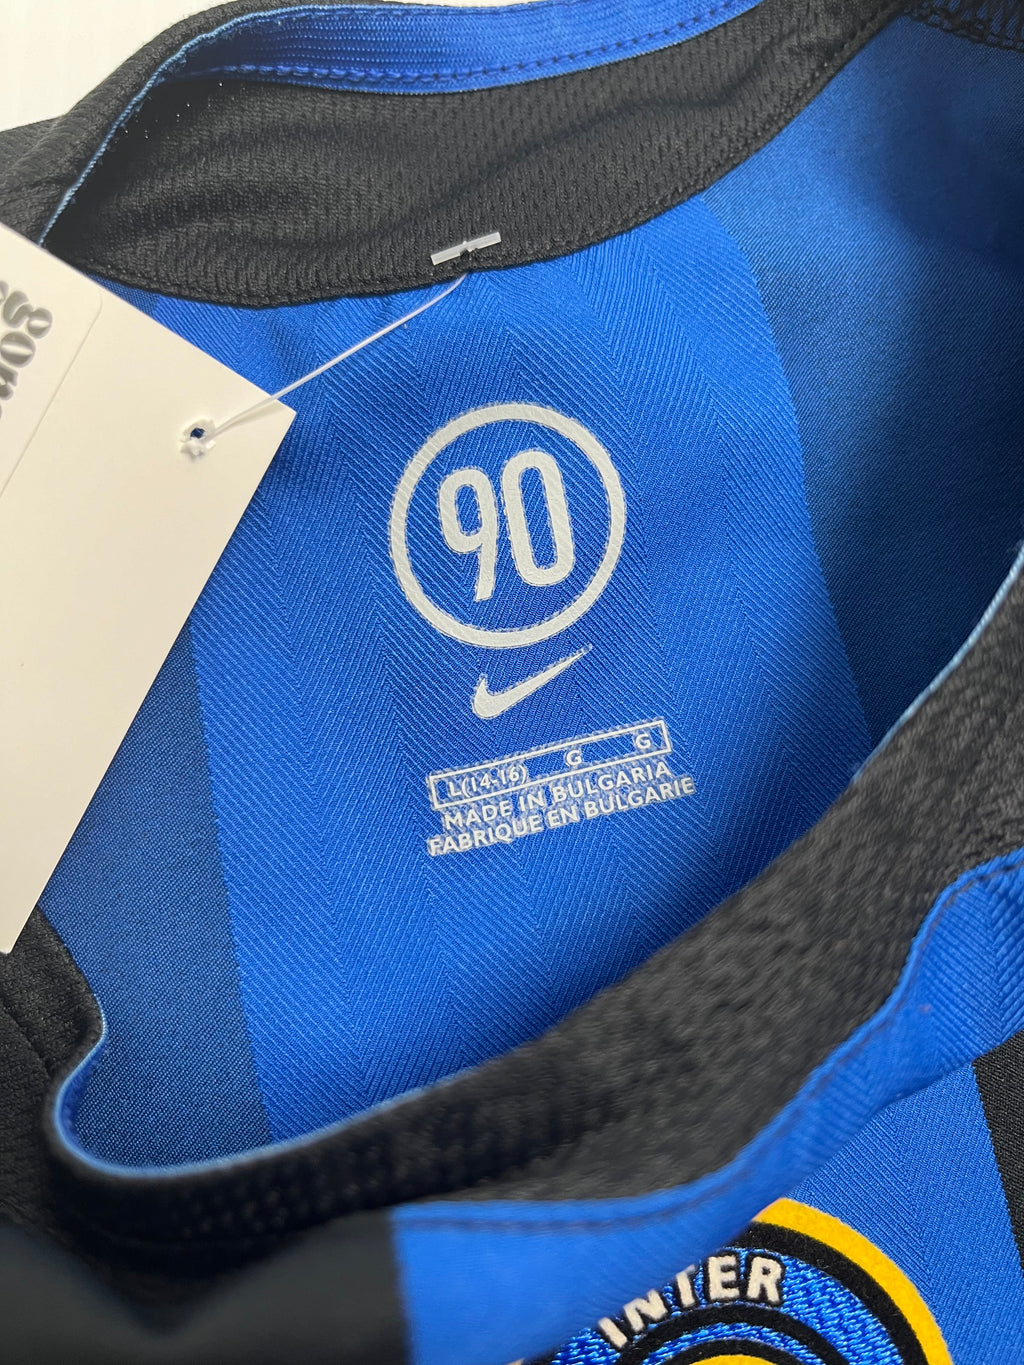 90
L(14-16) G G
MADE IN BULGARIA
FABRIQUE EN BULGARIE
INTER